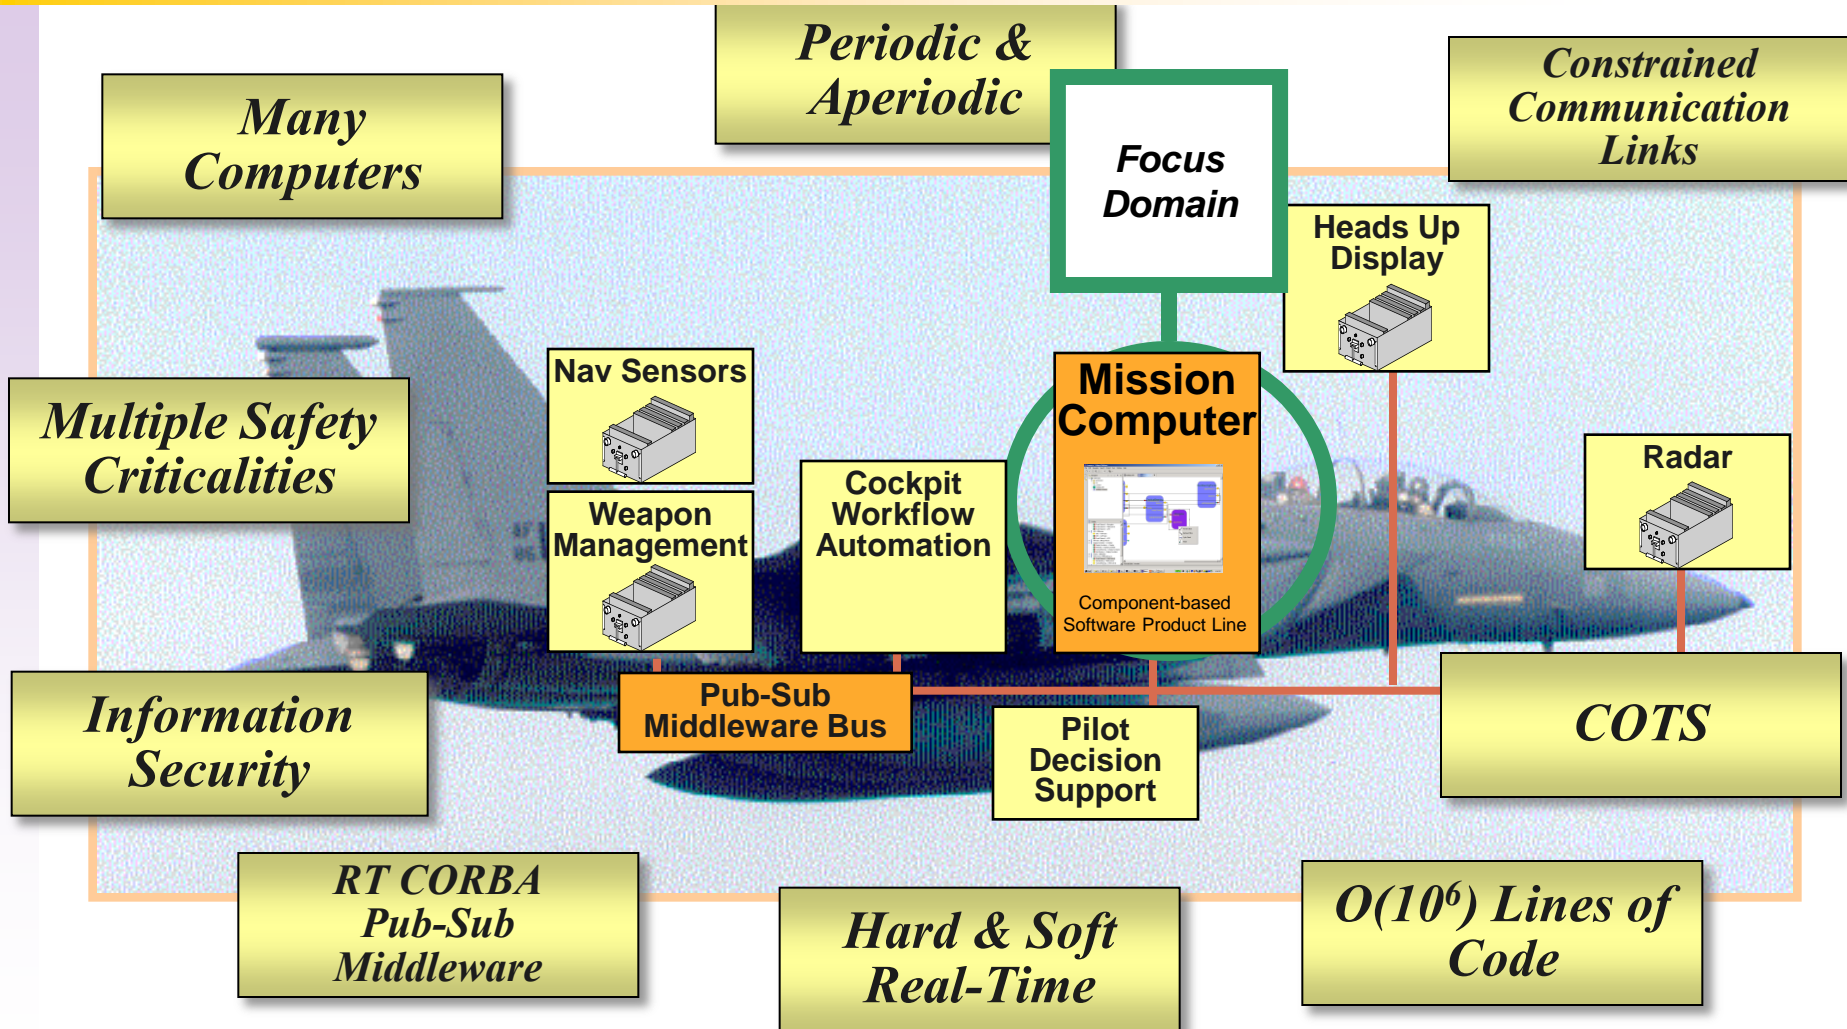 Periodic &
Aperiodic
Constrained
Communication
Links
Many
Computers
Focus
Domain
Heads Up
Display
Nav Sensors
Mission
Computer
Multiple Safety
Criticalities
Radar
Cockpit
Workflow
Automation
Weapon
Management
Component-based
Software Product Line
Information
Security
Pub-Sub
Middleware Bus
Pilot
Decision
Support
COTS
RT CORBA
Pub-Sub
Middleware
Hard & Soft
Real-Time
O(10⁶) Lines of
Code